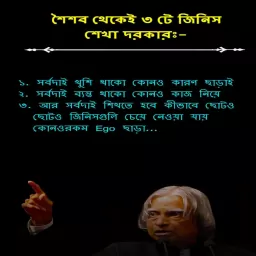 শৈশব থেকেই ৩ টে জিনিস
শেখা দরকারঃ-
১. সর্বদাই খুশি থাকো কোনও কারণ ছাড়াই
২. সর্বদাই ব্যস্ত থাকো কোনও কাজ নিয়ে
৩. আর সর্বদাই শিখতে হবে কীভাবে ছোটও
ছোটও জিনিসগুলি চেয়ে নেওয়া যায়
কোনওরকম Ego ছাড়া...